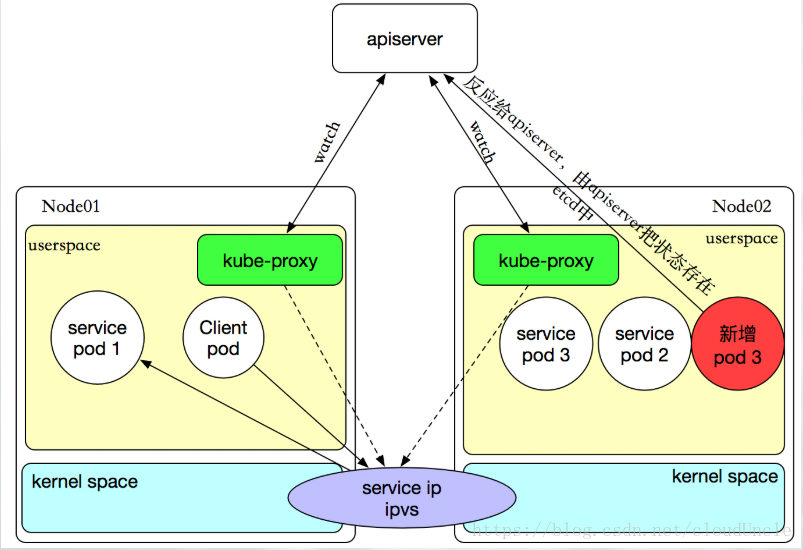 apiserver
watch
watch
反应给apiserver，由apiserver把状态存在
etcd中
Node01
Node02
userspace
userspace
kube-proxy
kube-proxy
service
pod 1
Client
pod
service
pod 3
service
pod 2
新增
pod 3
kernel space
kernel space
service ip
ipvs
https://blog.csdn.net/cloudUncle